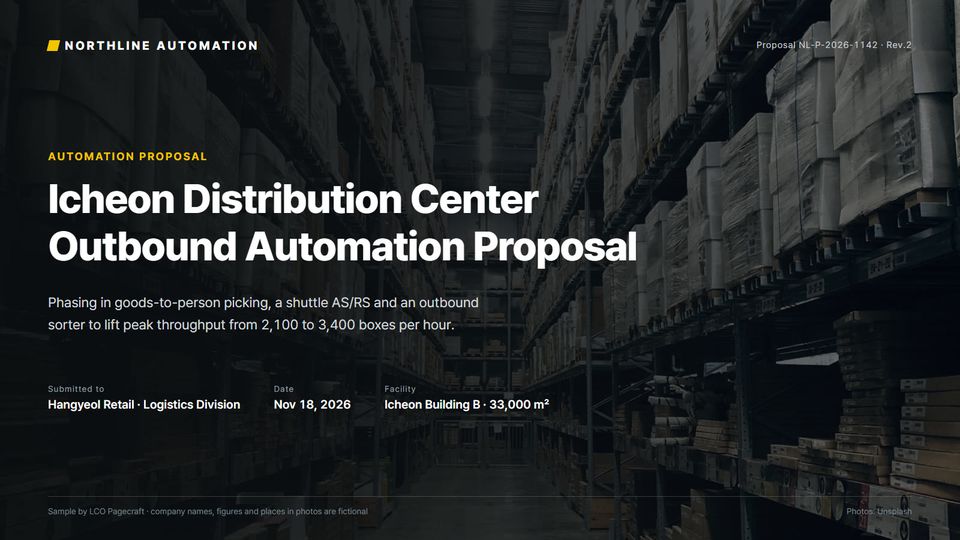 NORTHLINE AUTOMATION
Proposal NL-P-2026-1142 · Rev.2
AUTOMATION PROPOSAL
Icheon Distribution Center
Outbound Automation Proposal
Phasing in goods-to-person picking, a shuttle AS/RS and an outbound
sorter to lift peak throughput from 2,100 to 3,400 boxes per hour.
Submitted to
Hangyeol Retail · Logistics Division
Date
Nov 18, 2026
Facility
Icheon Building B · 33,000 m²
Sample by LCO Pagecraft · company names, figures and places in photos are fictional
Photos: Unsplash